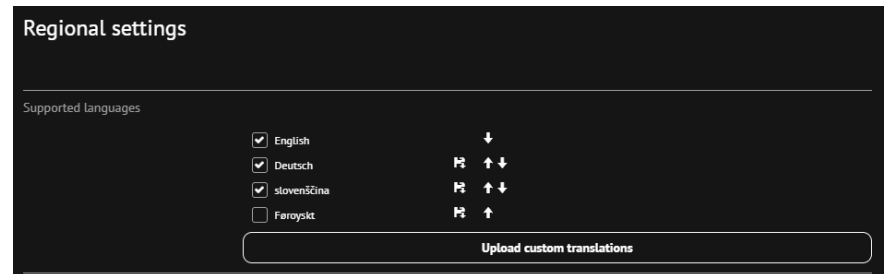 Regional settings
Supported languages
English
Deutsch
slovenščina
Føroyskt
Upload custom translations